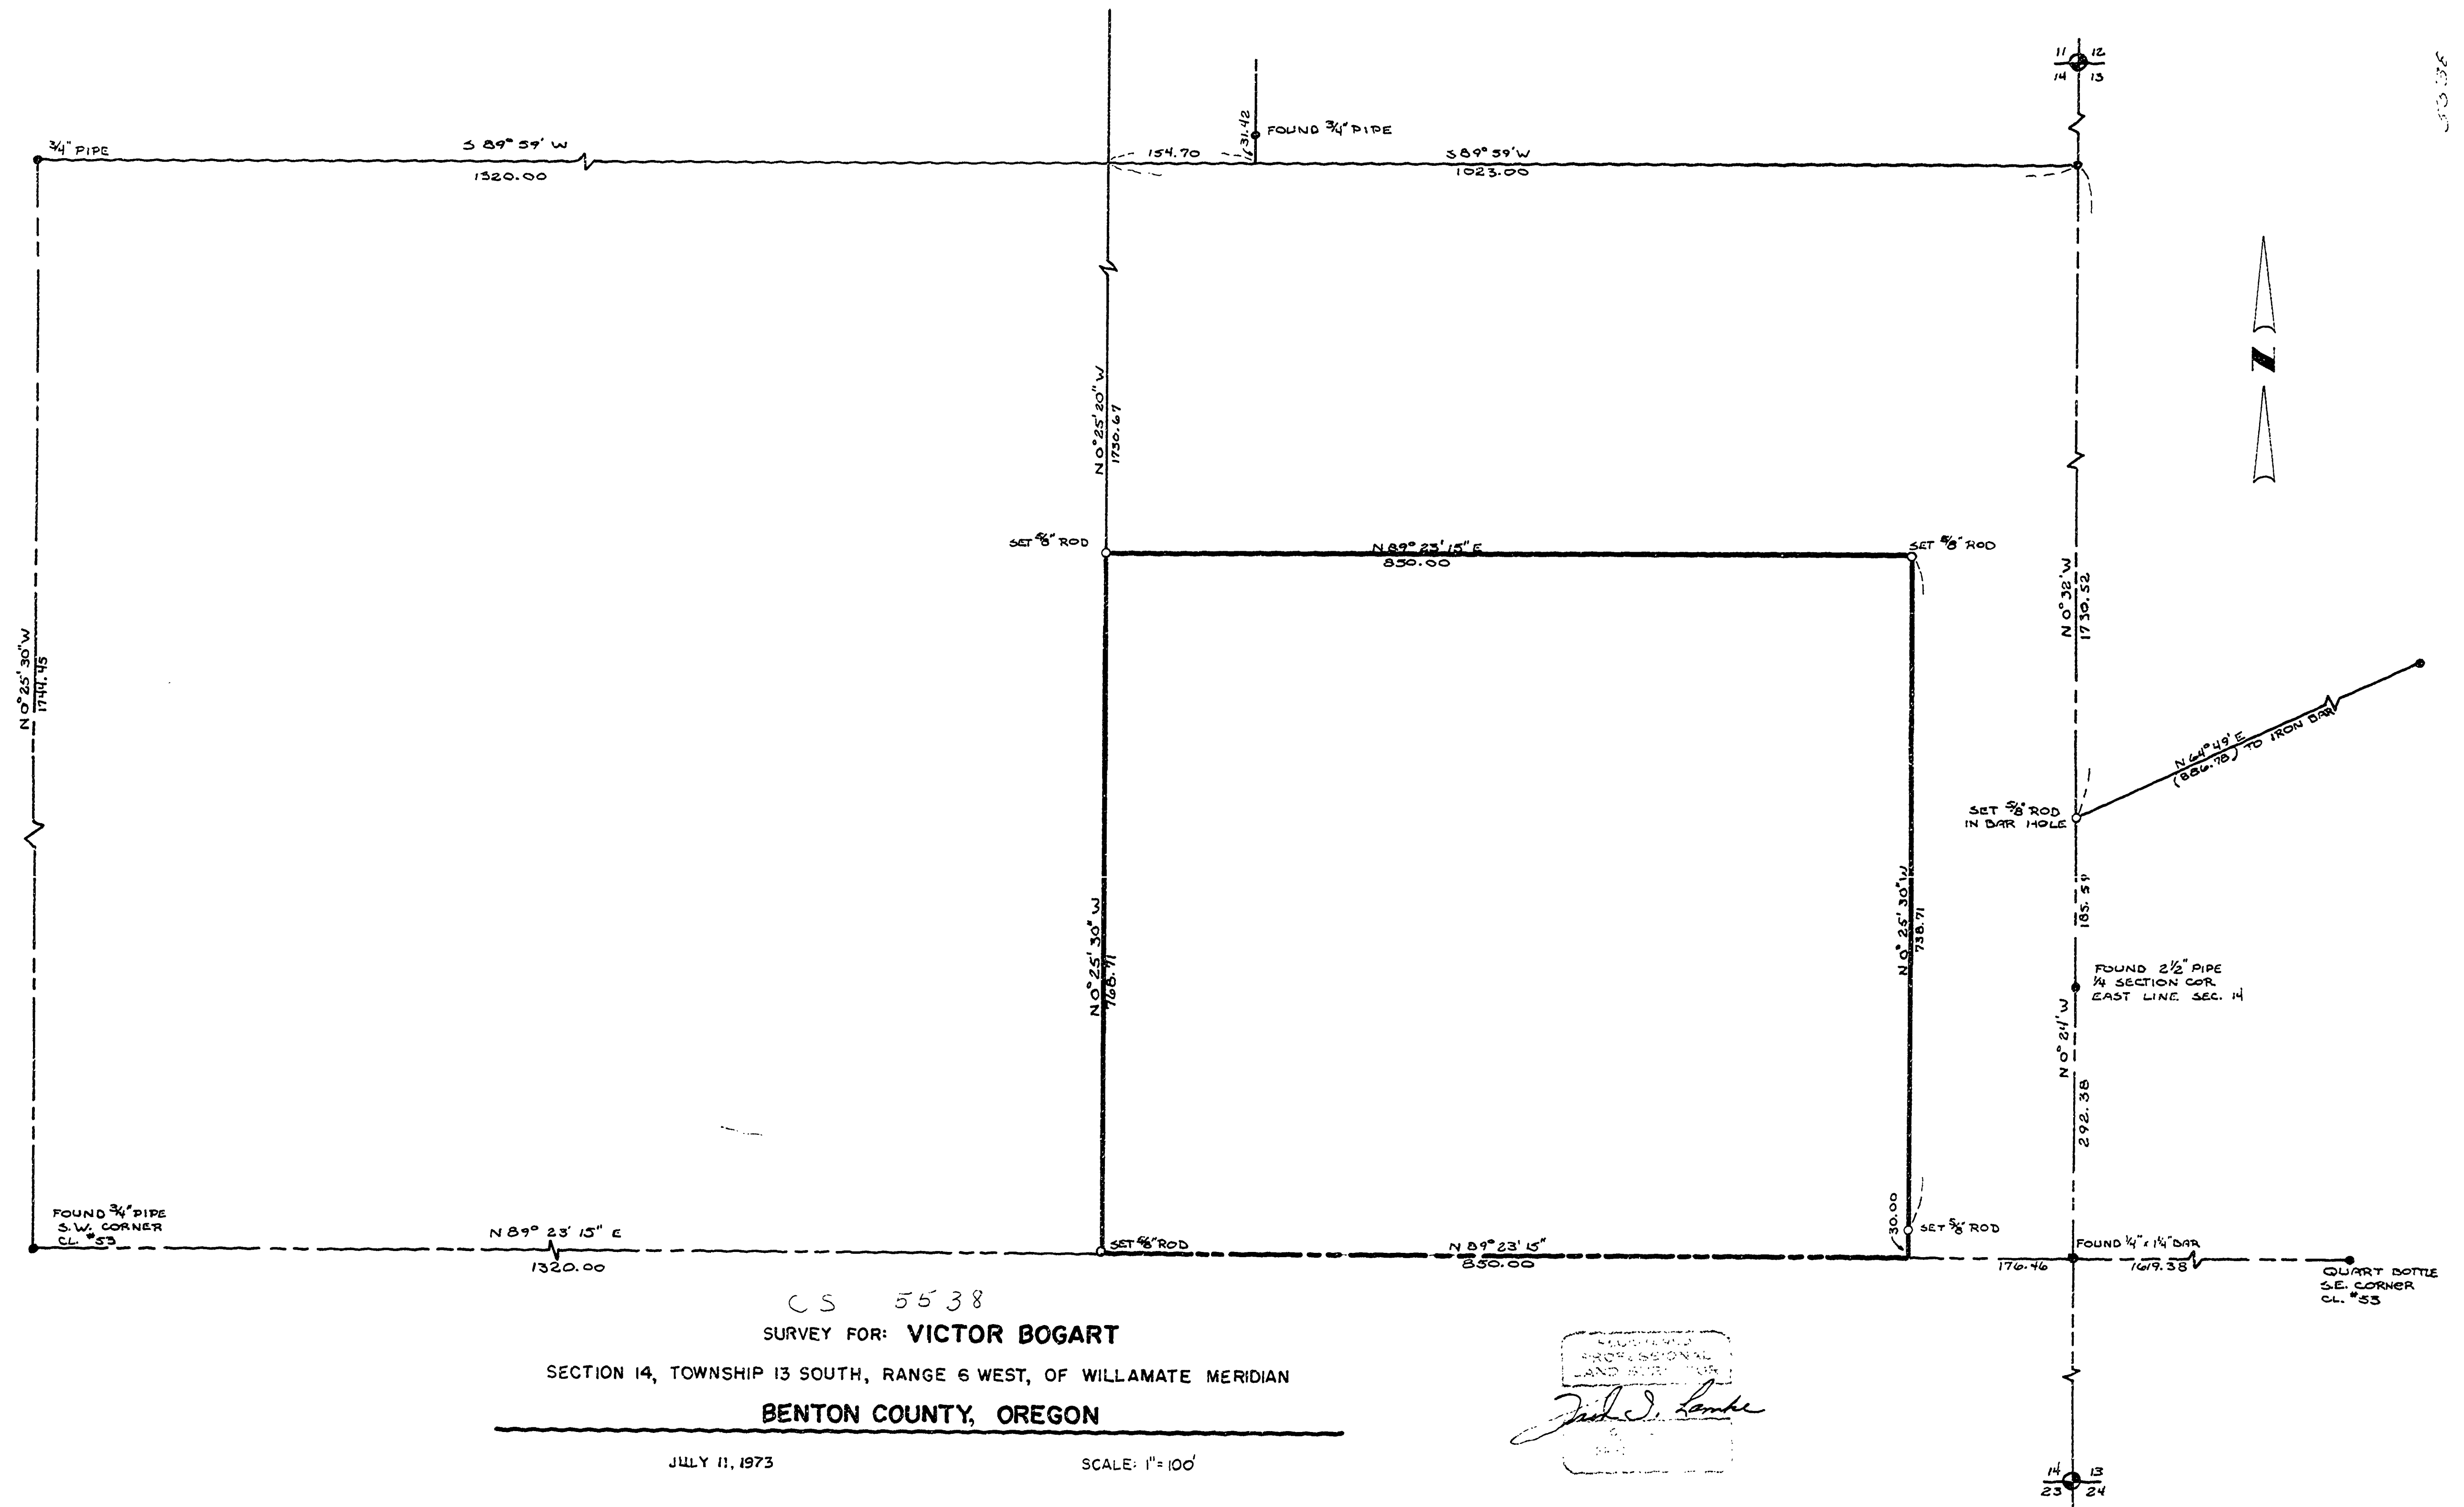 11 12
14 13
5538
3/4" PIPE
S 89° 59' W
1320.00
154.70
31.42
FOUND 3/4" PIPE
S 89° 59' W
1023.00
N 0° 25' 20" W
1730.67
Z
SET 5/8" ROD
N 89° 23' 15" E
850.00
SET 5/8" ROD
N 0° 32' W
1730.52
N 0° 25' 30" W
1744.45
N 64° 49' E
(886.78) TO IRON BAR
SET 5/8" ROD
IN BAR HOLE
185.59
N 0° 25' 30" W
768.71
N 0° 25' 30" W
738.71
FOUND 2 1/2" PIPE
1/4 SECTION COR
EAST LINE SEC. 14
N 0° 24' W
292.38
FOUND 3/4" PIPE
S.W. CORNER
CL. #53
N 89° 23' 15" E
1320.00
SET 5/8" ROD
N 89° 23' 15"
850.00
30.00
SET 5/8" ROD
FOUND 1/4" x 1 1/4" BAR
176.46
1619.38
QUART BOTTLE
S.E. CORNER
CL. #53
CS 5538
SURVEY FOR: VICTOR BOGART
SECTION 14, TOWNSHIP 13 SOUTH, RANGE 6 WEST, OF WILLAMATE MERIDIAN
BENTON COUNTY, OREGON
JULY 11, 1973
SCALE: 1"=100'
REGISTERED
PROFESSIONAL
LAND SURVEYOR
14 13
23 24